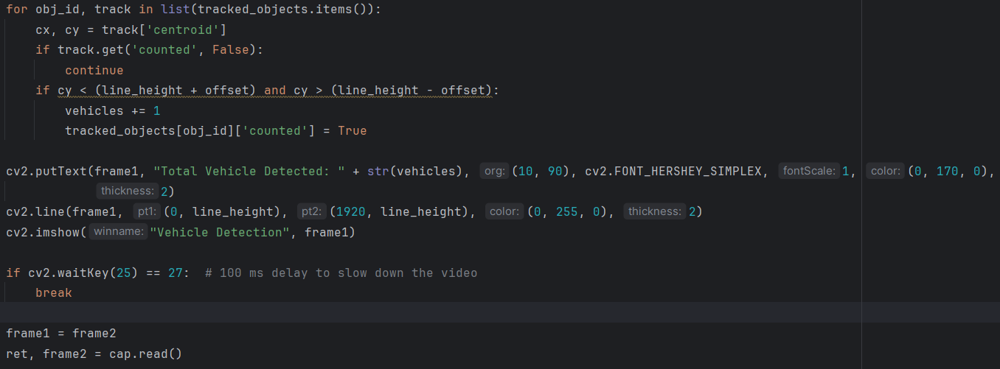 for obj_id, track in list(tracked_objects.items()):
    cx, cy = track['centroid']
    if track.get('counted', False):
        continue
    if cy < (line_height + offset) and cy > (line_height - offset):
        vehicles += 1
        tracked_objects[obj_id]['counted'] = True

cv2.putText(frame1, "Total Vehicle Detected: " + str(vehicles), org: (10, 90), cv2.FONT_HERSHEY_SIMPLEX, fontScale: 1, color: (0, 170, 0),
            thickness: 2)
cv2.line(frame1, pt1: (0, line_height), pt2: (1920, line_height), color: (0, 255, 0), thickness: 2)
cv2.imshow( winname: "Vehicle Detection", frame1)

if cv2.waitKey(25) == 27:  # 100 ms delay to slow down the video
    break

frame1 = frame2
ret, frame2 = cap.read()